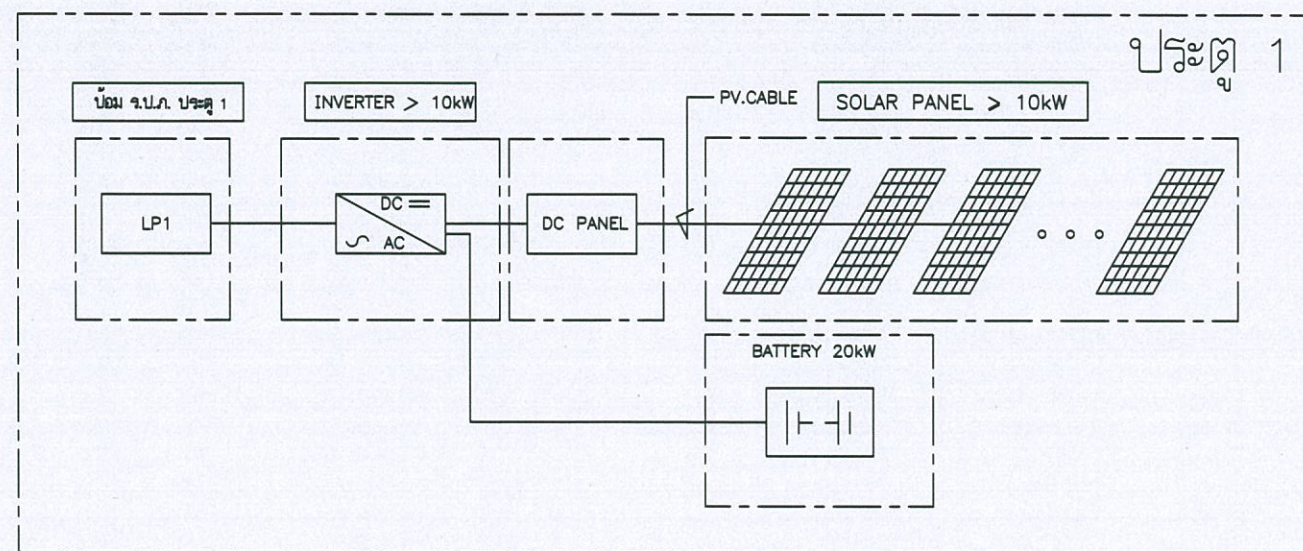 ประตู 1
ป้อม ร.ป.ภ. ประตู 1
INVERTER > 10kW
PV.CABLE
SOLAR PANEL > 10kW
LP1
DC
AC
DC PANEL
BATTERY 20kW